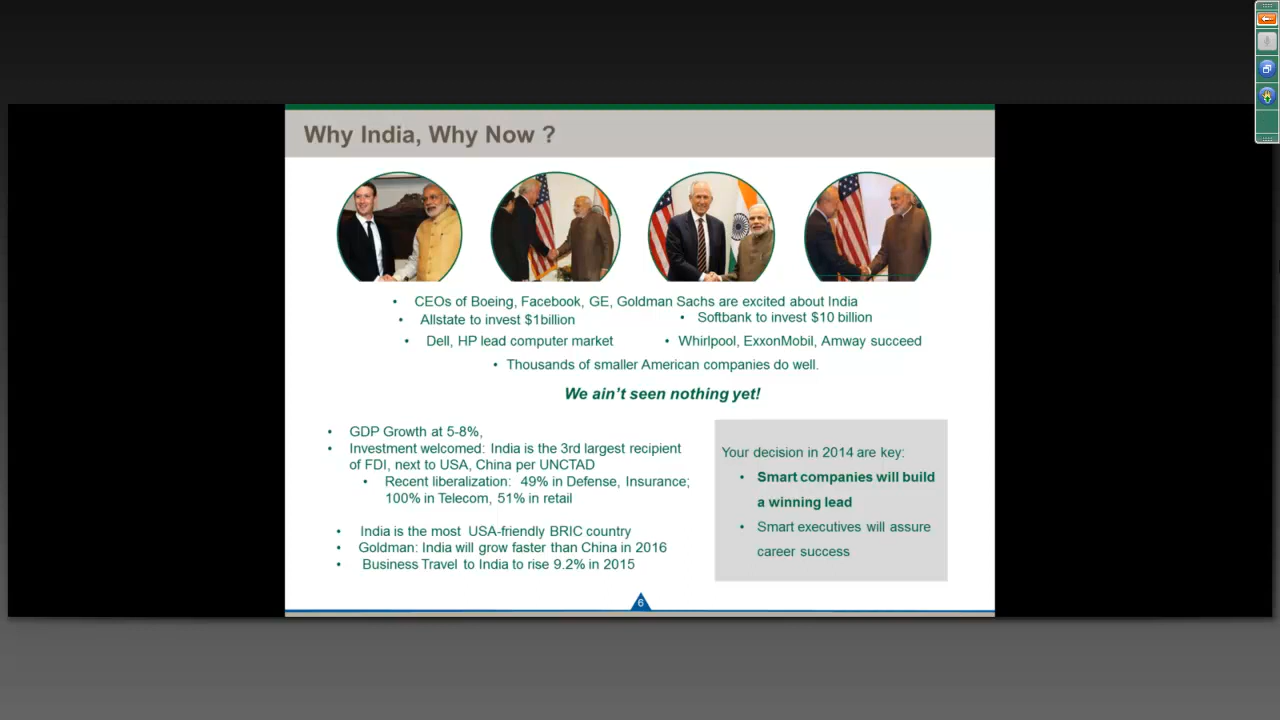 Why India, Why Now ?
• CEOs of Boeing, Facebook, GE, Goldman Sachs are excited about India
• Allstate to invest $1billion
• Softbank to invest $10 billion
• Dell, HP lead computer market
• Whirlpool, ExxonMobil, Amway succeed
• Thousands of smaller American companies do well.
We ain't seen nothing yet!
• GDP Growth at 5-8%,
• Investment welcomed: India is the 3rd largest recipient
of FDI, next to USA, China per UNCTAD
• Recent liberalization: 49% in Defense, Insurance;
100% in Telecom, 51% in retail
• India is the most USA-friendly BRIC country
• Goldman: India will grow faster than China in 2016
• Business Travel to India to rise 9.2% in 2015
Your decision in 2014 are key:
• Smart companies will build
a winning lead
• Smart executives will assure
career success
6